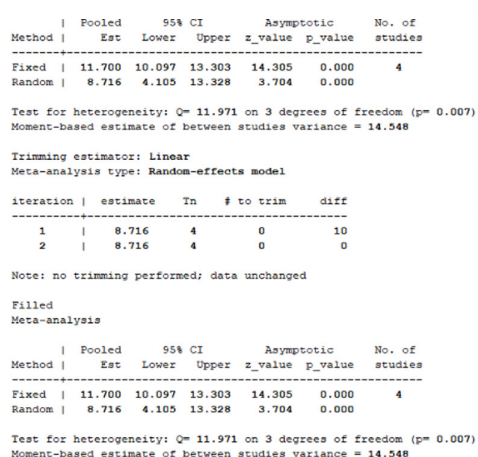 | Pooled 95% CI Asymptotic No. of
Method | Est Lower Upper z_value p_value studies
-------+----------------------------------------------------
Fixed | 11.700 10.097 13.303 14.305 0.000 4
Random | 8.716 4.105 13.328 3.704 0.000
Test for heterogeneity: Q= 11.971 on 3 degrees of freedom (p= 0.007)
Moment-based estimate of between studies variance = 14.548
Trimming estimator: Linear
Meta-analysis type: Random-effects model
iteration | estimate Tn # to trim diff
----------+--------------------------------------
1 | 8.716 4 0 10
2 | 8.716 4 0 0
Note: no trimming performed; data unchanged
Filled
Meta-analysis
| Pooled 95% CI Asymptotic No. of
Method | Est Lower Upper z_value p_value studies
-------+----------------------------------------------------
Fixed | 11.700 10.097 13.303 14.305 0.000 4
Random | 8.716 4.105 13.328 3.704 0.000
Test for heterogeneity: Q= 11.971 on 3 degrees of freedom (p= 0.007)
Moment-based estimate of between studies variance = 14.548